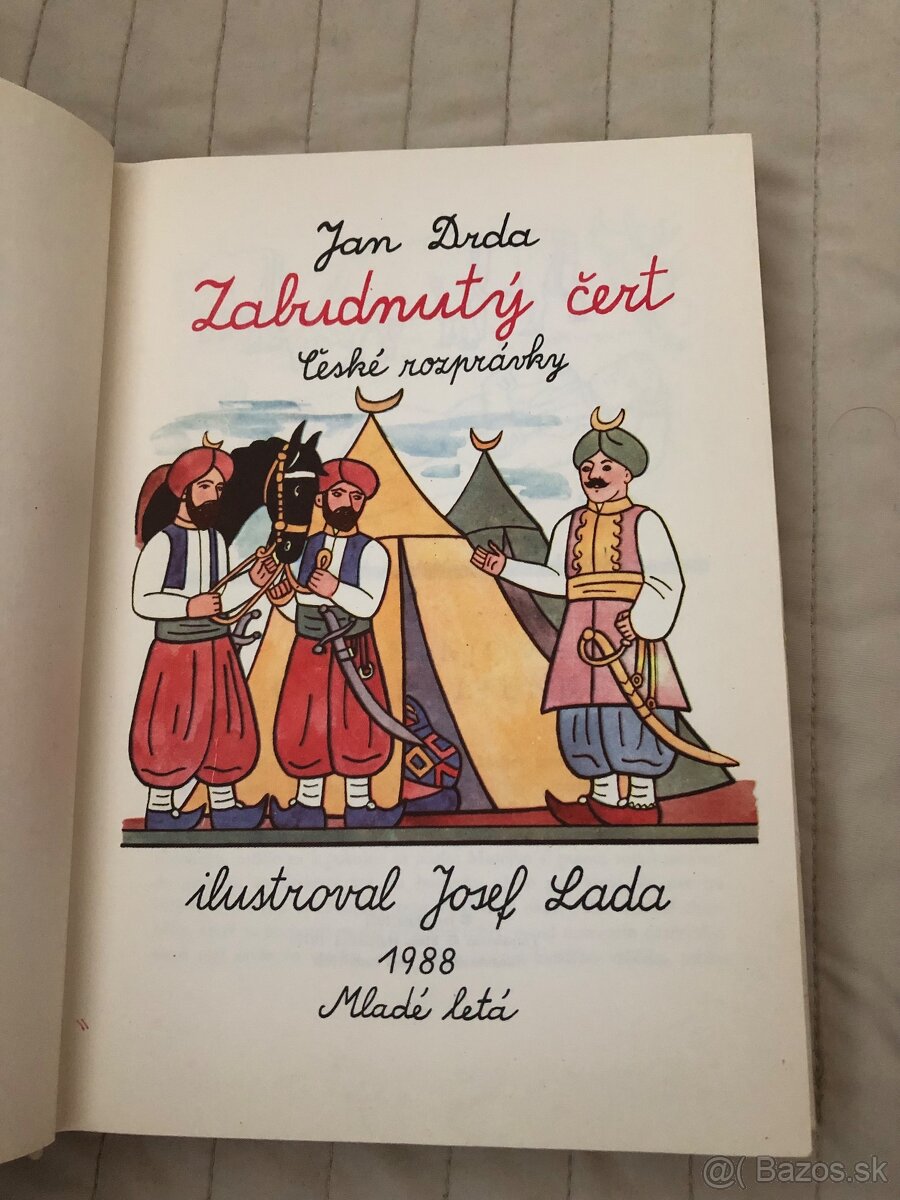 Jan Drda
Zabudnutý čert
České rozprávky
ilustroval Josef Lada
1988
Mladé letá
@( Bazos.sk